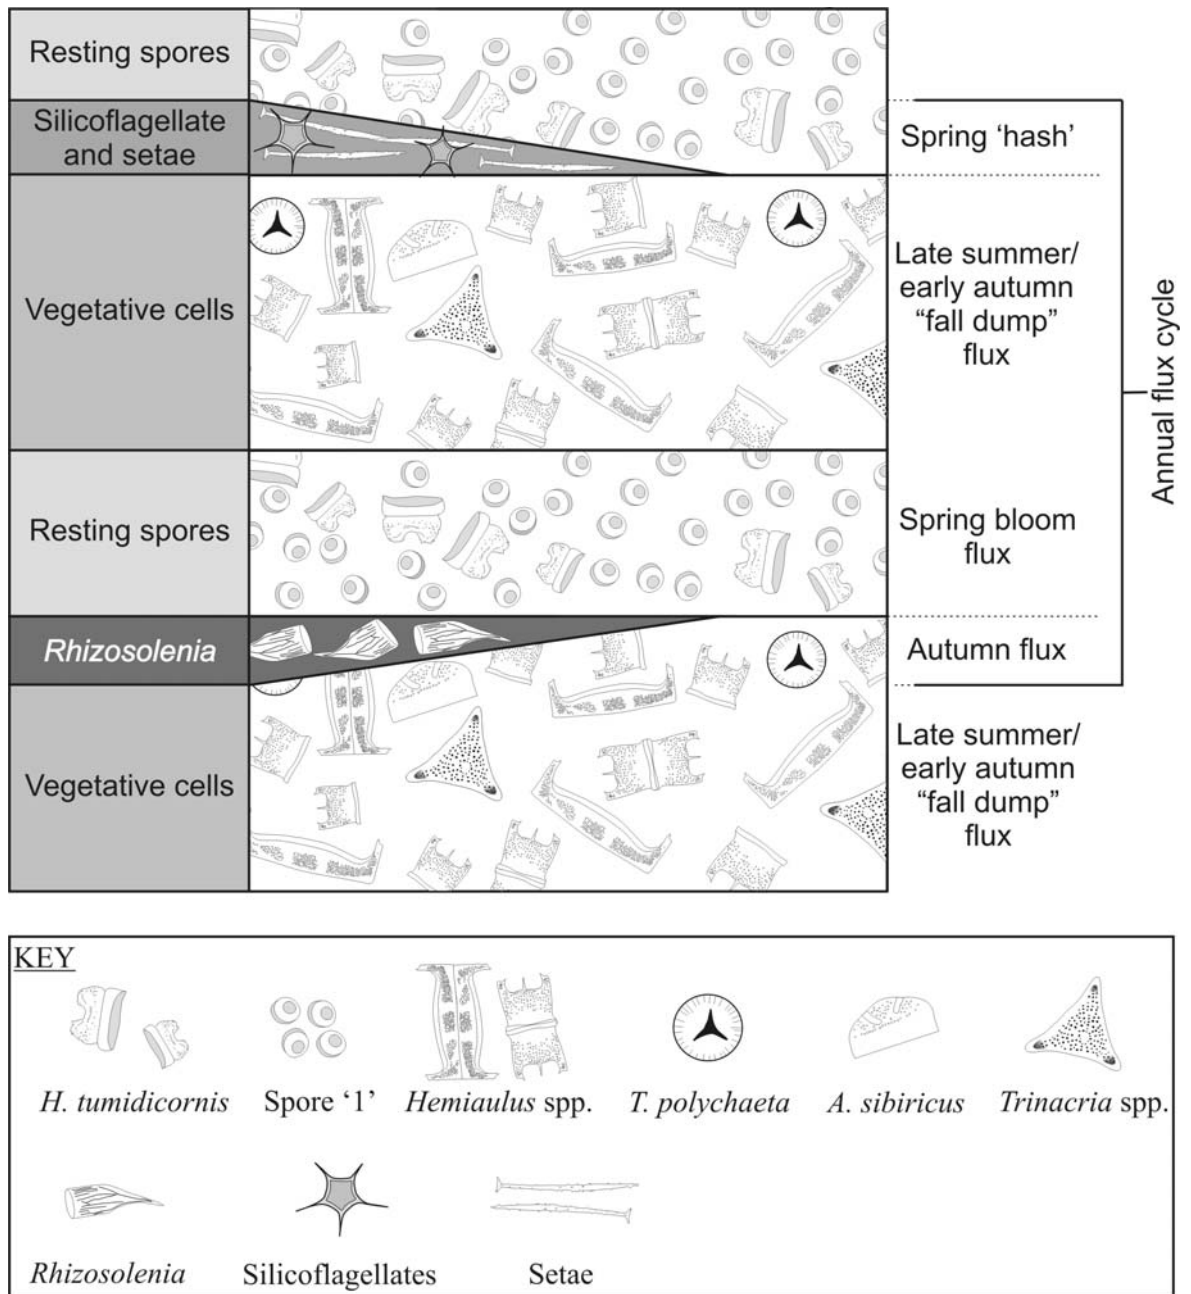 Resting spores
Silicoflagellate
and setae
Spring ‘hash’
Vegetative cells
Late summer/
early autumn
“fall dump”
flux
Resting spores
Spring bloom
flux
Rhizosolenia
Autumn flux
Vegetative cells
Late summer/
early autumn
“fall dump”
flux
Annual flux cycle
KEY
H. tumidicornis
Spore ‘1’
Hemiaulus spp.
T. polychaeta
A. sibiricus
Trinacria spp.
Rhizosolenia
Silicoflagellates
Setae